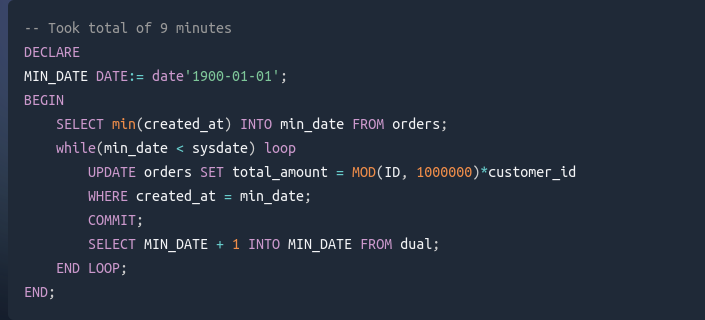 -- Took total of 9 minutes
DECLARE
MIN_DATE DATE:= date'1900-01-01';
BEGIN
    SELECT min(created_at) INTO min_date FROM orders;
    while(min_date < sysdate) loop
        UPDATE orders SET total_amount = MOD(ID, 1000000)*customer_id
        WHERE created_at = min_date;
        COMMIT;
        SELECT MIN_DATE + 1 INTO MIN_DATE FROM dual;
    END LOOP;
END;